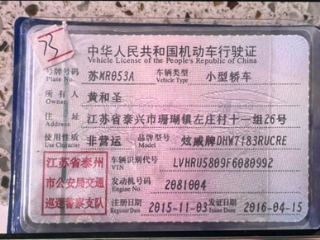 中华人民共和国机动车行驶证
Vehicle License of the People's Republic of China
号牌号码 苏MR053A 车辆类型 小型轿车
Plate No. Vehicle Type
所有人 黄和圣
Owner
住址 江苏省泰兴市珊瑚镇左庄村十一组26号
Address
使用性质 非营运 品牌型号 炫威牌DHW7183RUCRE
Use Character Model
江苏省泰州 车辆识别代号 LVHRU5809F6080992
市公安局交通 VIN
巡逻警察支队 发动机号码 2081004
Engine No.
注册日期 2015-11-03 发证日期 2016-04-15
Register Date Issue Date